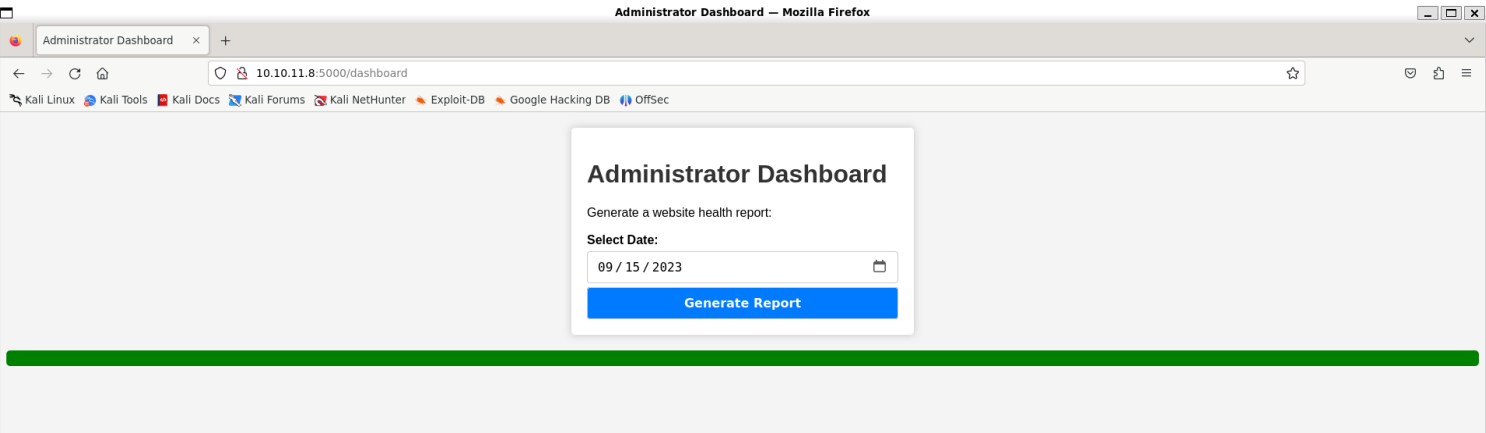 Administrator Dashboard — Mozilla Firefox
Administrator Dashboard
10.10.11.8:5000/dashboard
Kali Linux Kali Tools Kali Docs Kali Forums Kali NetHunter Exploit-DB Google Hacking DB OffSec
Administrator Dashboard
Generate a website health report:
Select Date:
09/15/2023
Generate Report